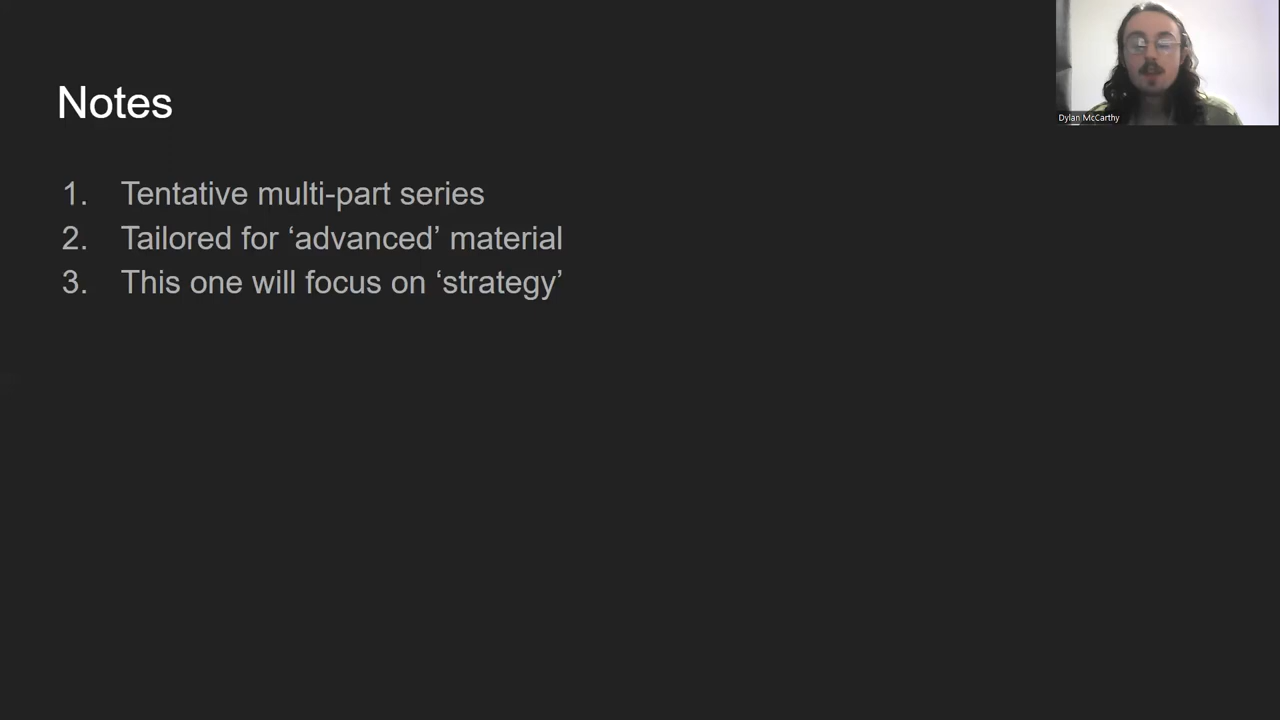 Notes
Dylan McCarthy
1. Tentative multi-part series
2. Tailored for ‘advanced’ material
3. This one will focus on ‘strategy’